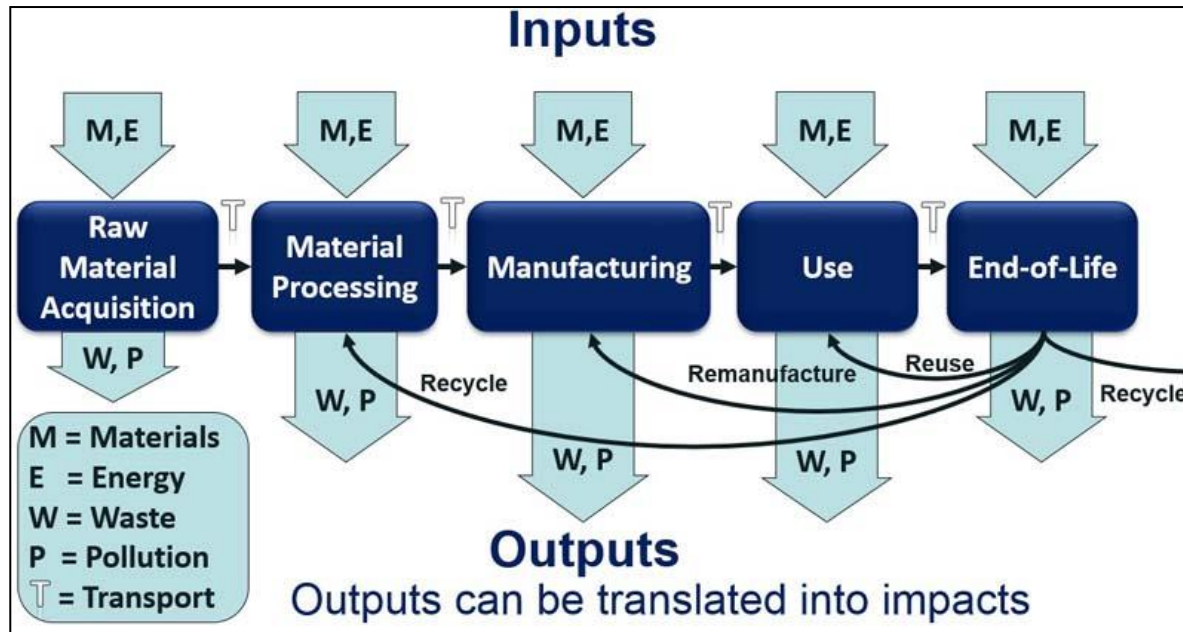 Inputs
M,E
M,E
M,E
M,E
M,E
T
T
T
T
Raw
Material
Acquisition
Material
Processing
Manufacturing
Use
End-of-Life
W, P
W, P
W, P
W, P
W, P
Recycle
Remanufacture
Reuse
Recycle
M = Materials
E = Energy
W = Waste
P = Pollution
T = Transport
Outputs
Outputs can be translated into impacts